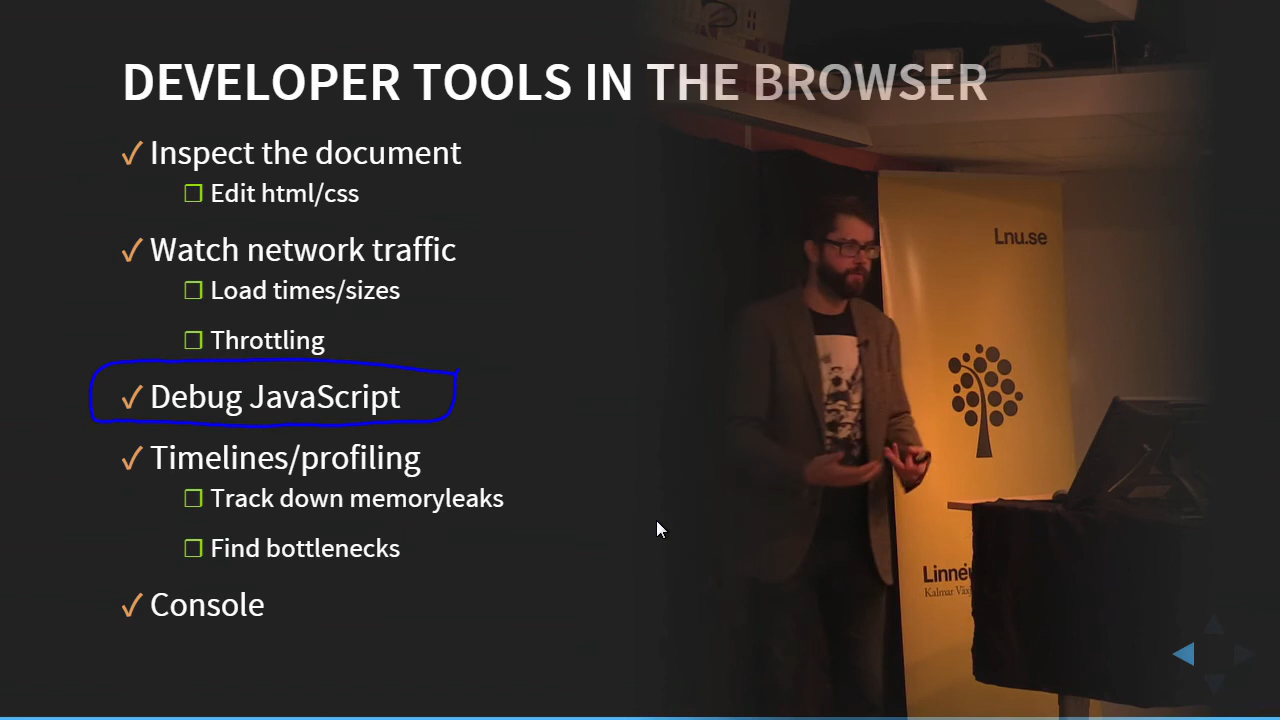 DEVELOPER TOOLS IN THE BROWSER
Inspect the document
Edit html/css
Watch network traffic
Load times/sizes
Throttling
Debug JavaScript
Timelines/profiling
Track down memoryleaks
Find bottlenecks
Console
Lnu.se
Kalmar